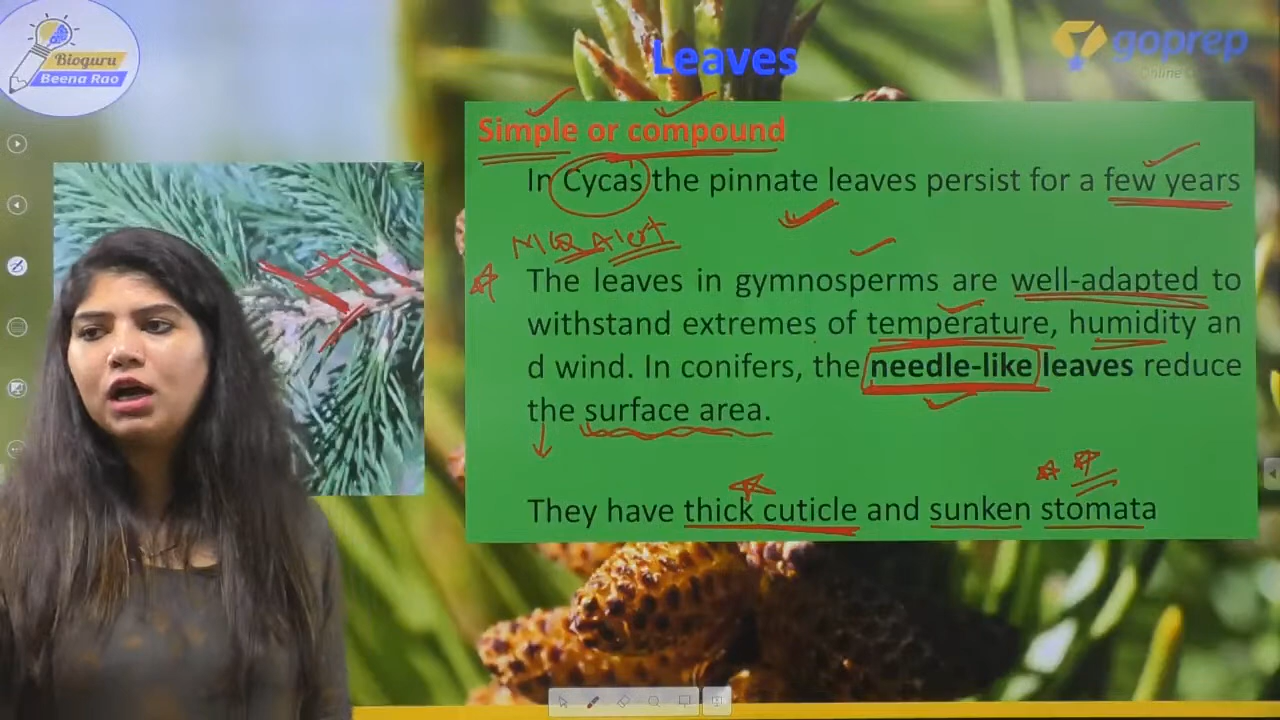 Bioguru
Beena Rao
Leaves
goprep
Simple or compound
In Cycas the pinnate leaves persist for a few years
MCQ Alert
The leaves in gymnosperms are well-adapted to
withstand extremes of temperature, humidity an
d wind. In conifers, the needle-like leaves reduce
the surface area.
They have thick cuticle and sunken stomata